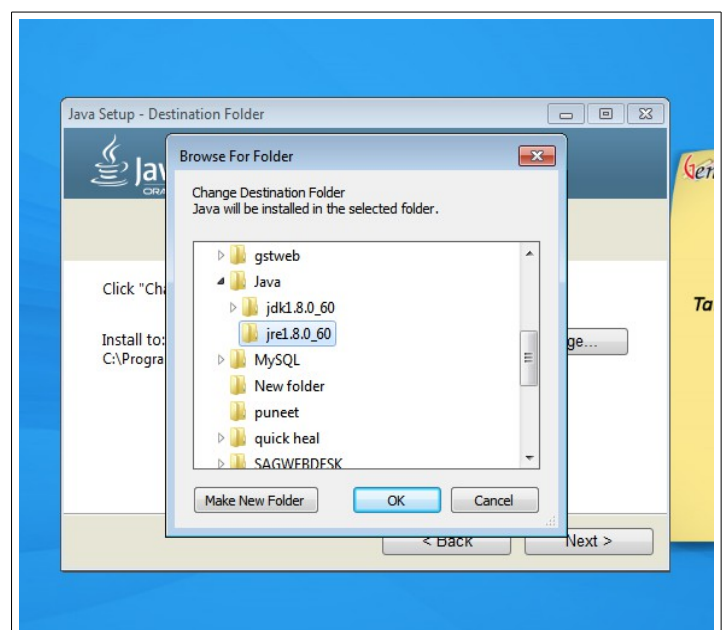 Java Setup - Destination Folder
Browse For Folder
Change Destination Folder
Java will be installed in the selected folder.
gstweb
Java
jdk1.8.0_60
jre1.8.0_60
MySQL
New folder
puneet
quick heal
SAGWEBDESK
Make New Folder
OK
Cancel
Click "Cha
Install to:
C:\Progra
ge...
< Back
Next >
Gen
Ta